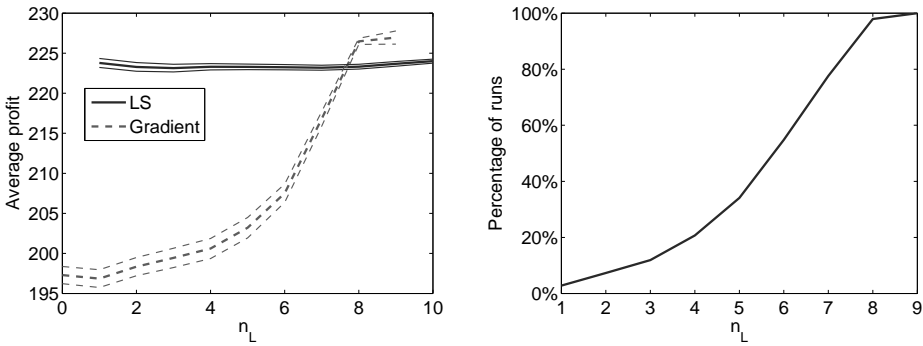 230
225
220
215
210
205
200
195
Average profit
LS
Gradient
0 2 4 6 8 10
n_L
100%
80%
60%
40%
20%
0%
Percentage of runs
1 2 3 4 5 6 7 8 9
n_L